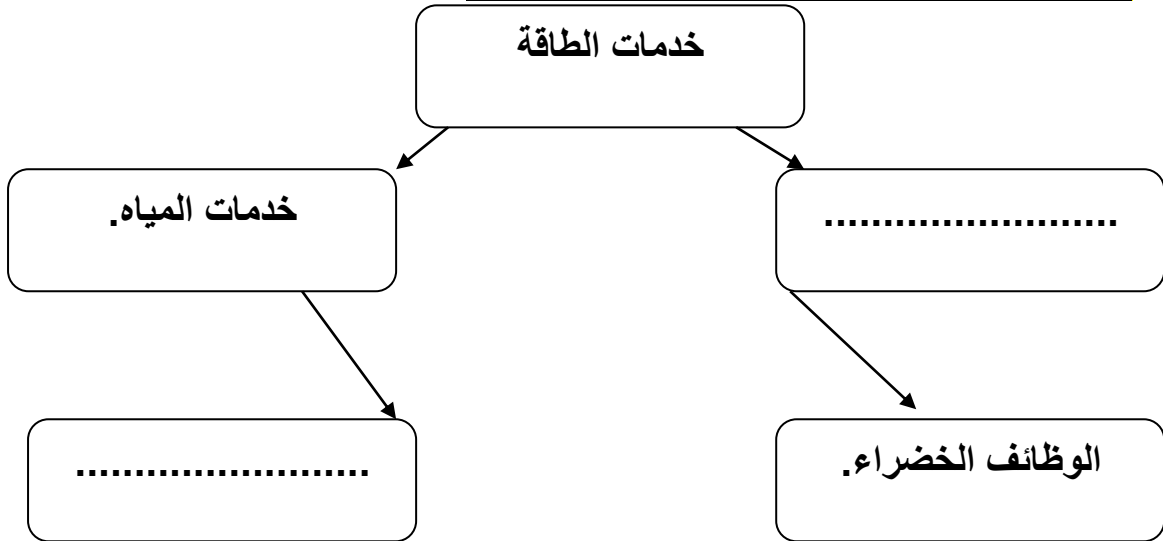 خدمات الطاقة
........................
خدمات المياه.
الوظائف الخضراء.
........................